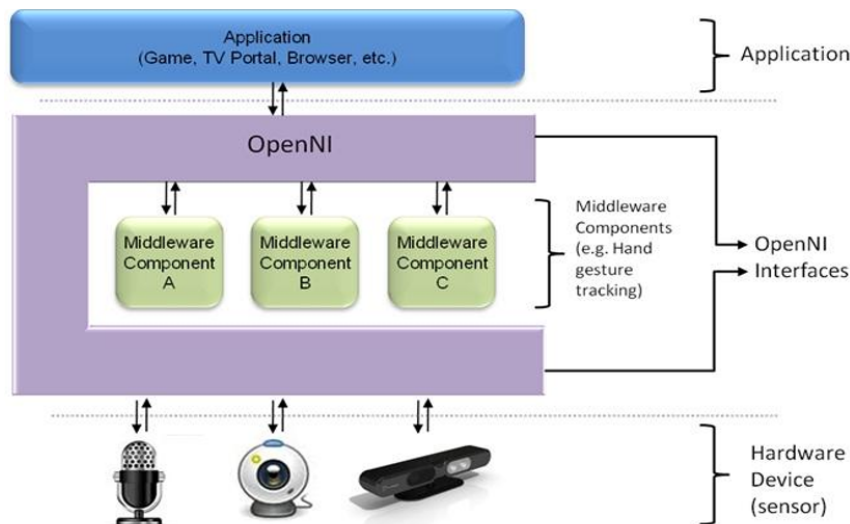 Application
(Game, TV Portal, Browser, etc.)
Application
OpenNI
Middleware
Component
A
Middleware
Component
B
Middleware
Component
C
Middleware
Components
(e.g. Hand
gesture
tracking)
OpenNI
Interfaces
Hardware
Device
(sensor)